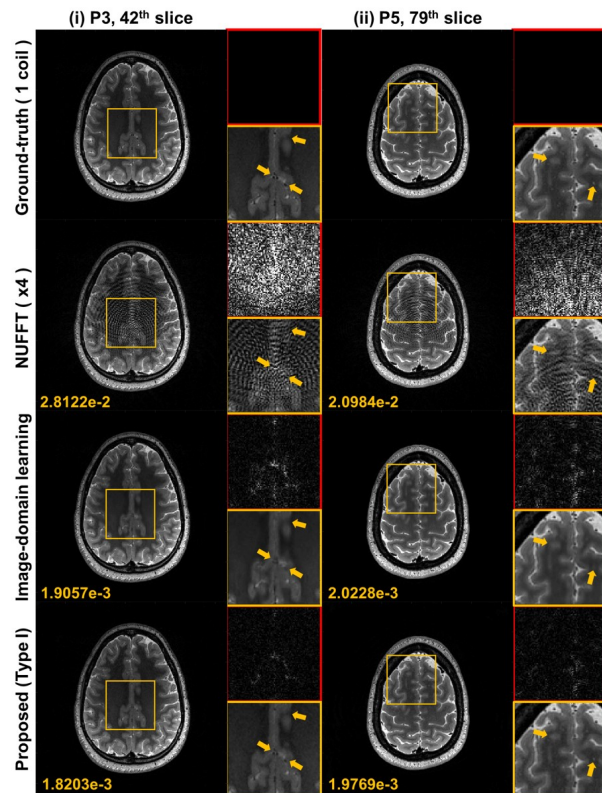 (i) P3, 42th slice
(ii) P5, 79th slice
Ground-truth ( 1 coil )
NUFFT ( x4 )
2.8122e-2
2.0984e-2
Image-domain learning
1.9057e-3
2.0228e-3
Proposed (Type I)
1.8203e-3
1.9769e-3